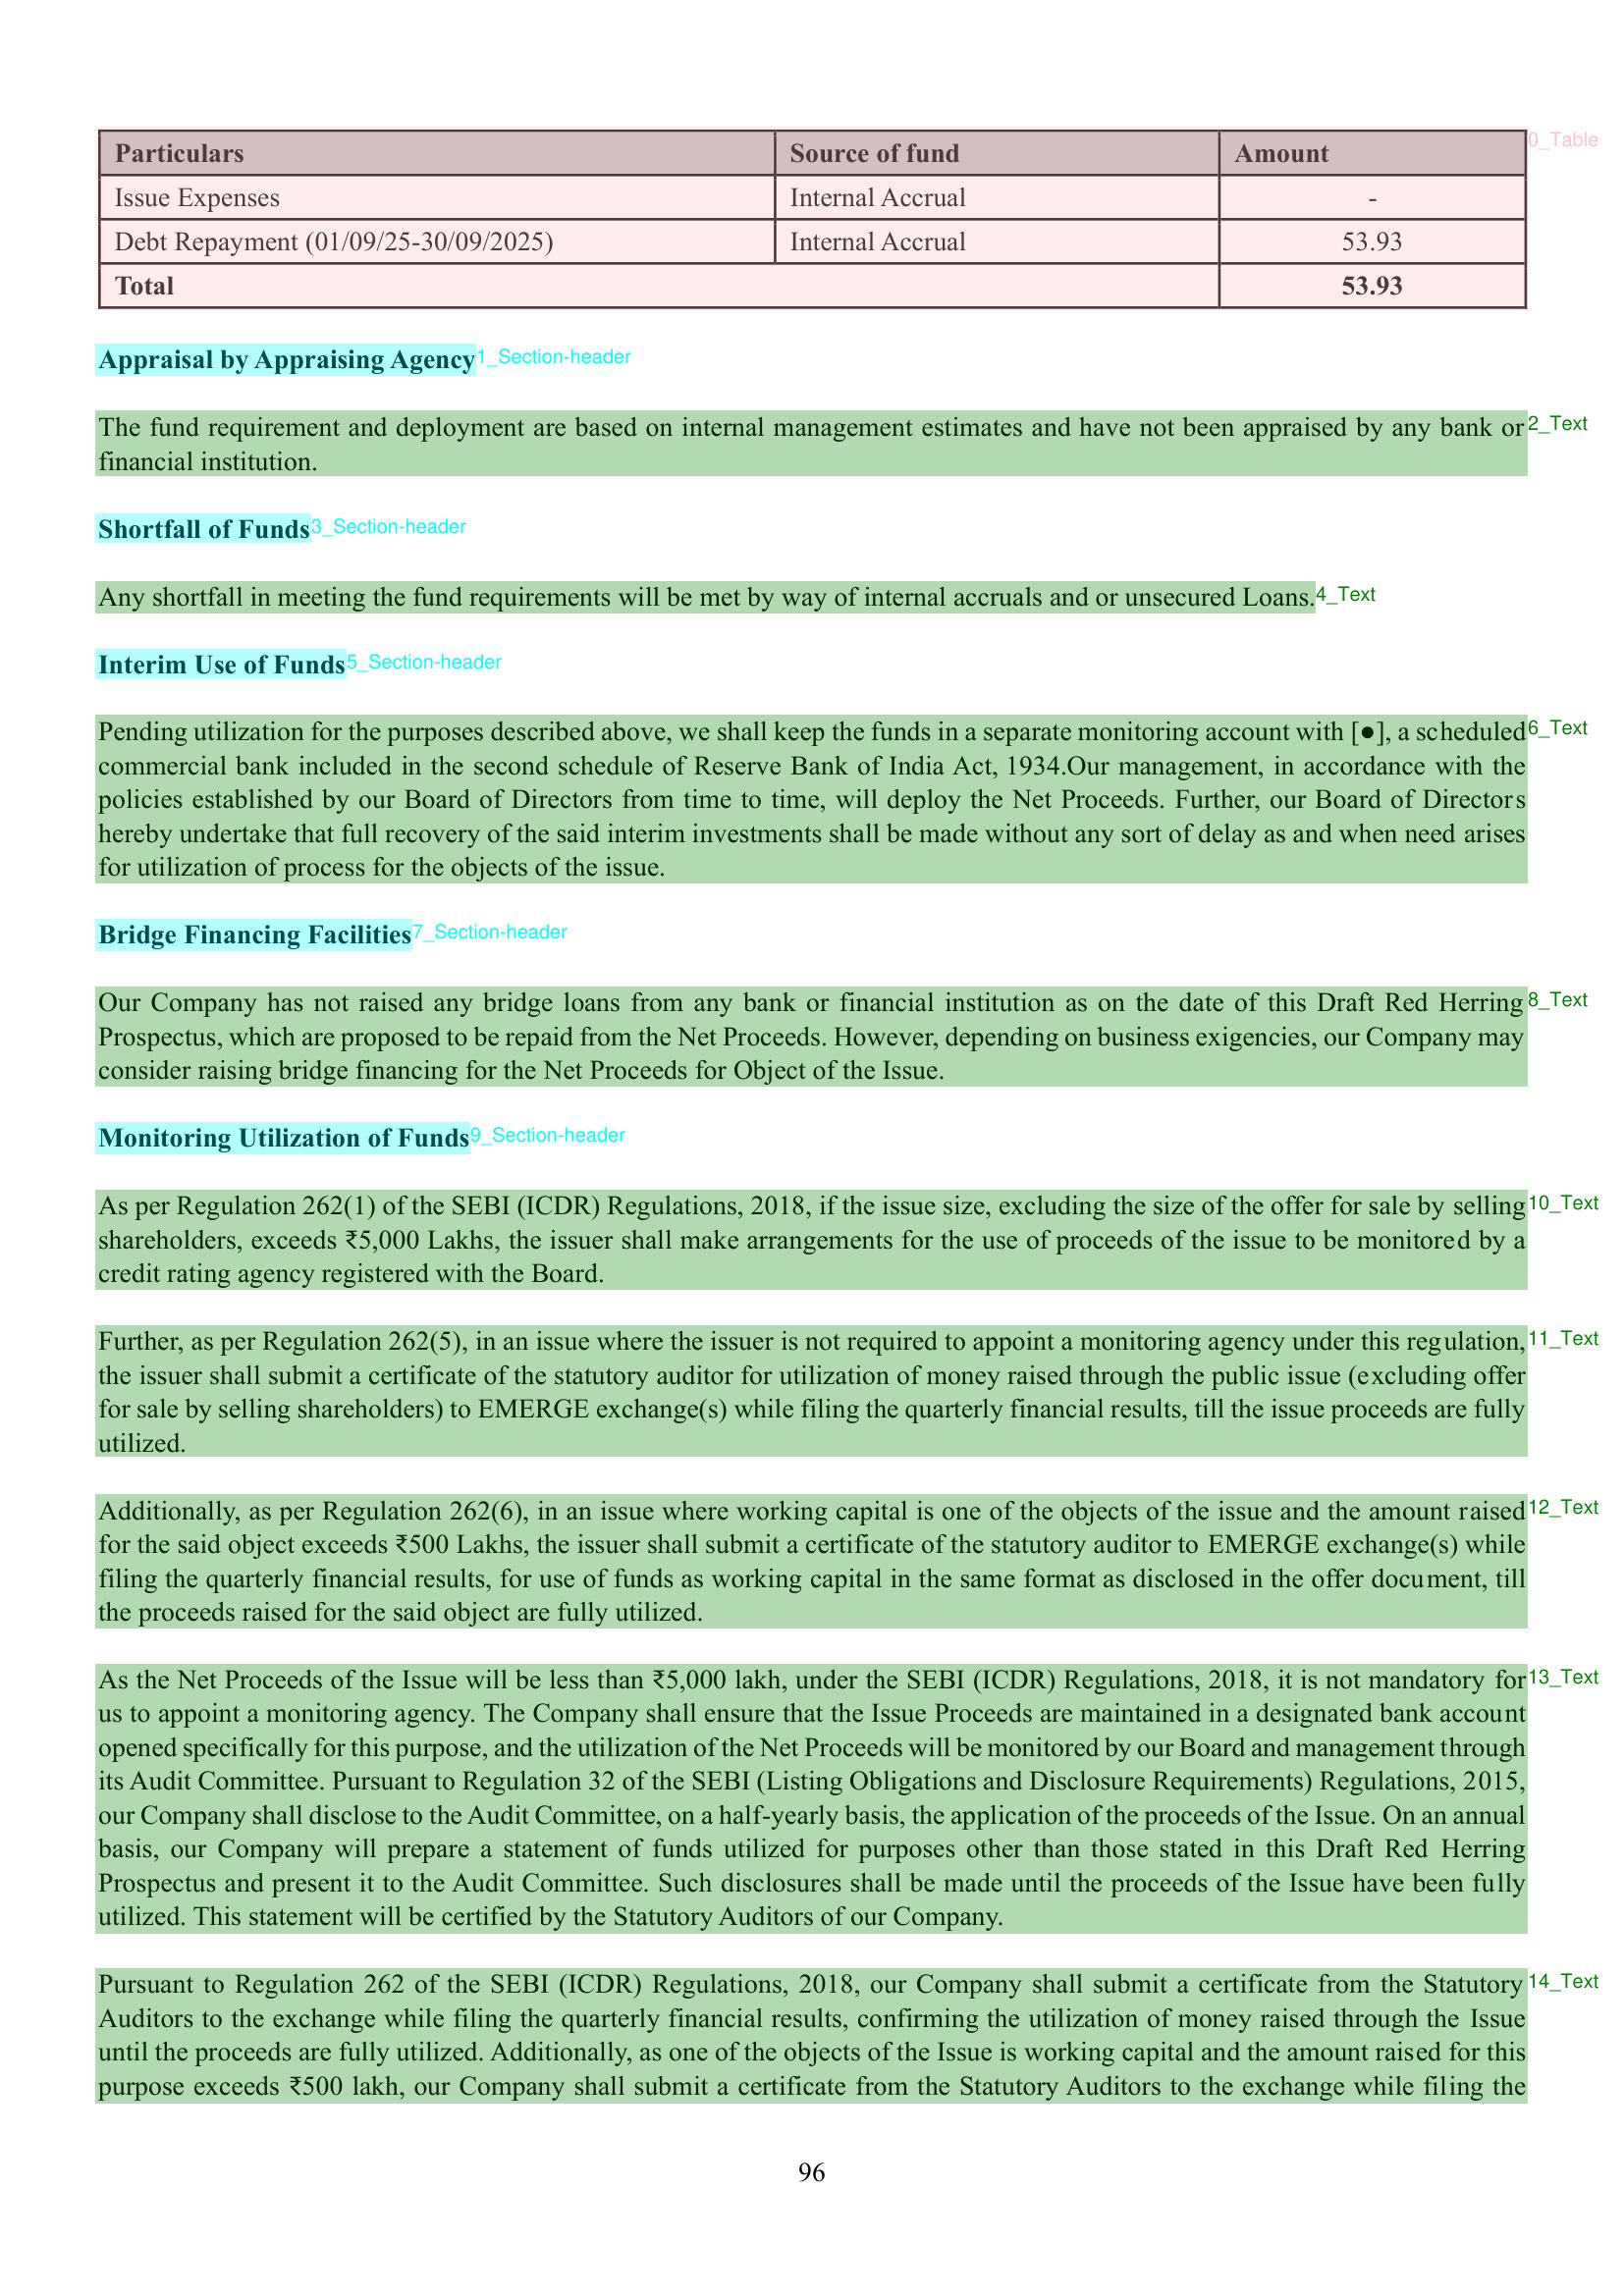 Particulars Source of fund Amount
0_Table
Issue Expenses Internal Accrual -
Debt Repayment (01/09/25-30/09/2025) Internal Accrual 53.93
Total 53.93
Appraisal by Appraising Agency
1_Section-header
The fund requirement and deployment are based on internal management estimates and have not been appraised by any bank or
2_Text
financial institution.
Shortfall of Funds
3_Section-header
Any shortfall in meeting the fund requirements will be met by way of internal accruals and or unsecured Loans.
4_Text
Interim Use of Funds
5_Section-header
Pending utilization for the purposes described above, we shall keep the funds in a separate monitoring account with [●], a scheduled
6_Text
commercial bank included in the second schedule of Reserve Bank of India Act, 1934.Our management, in accordance with the
policies established by our Board of Directors from time to time, will deploy the Net Proceeds. Further, our Board of Directors
hereby undertake that full recovery of the said interim investments shall be made without any sort of delay as and when need arises
for utilization of process for the objects of the issue.
Bridge Financing Facilities
7_Section-header
Our Company has not raised any bridge loans from any bank or financial institution as on the date of this Draft Red Herring
8_Text
Prospectus, which are proposed to be repaid from the Net Proceeds. However, depending on business exigencies, our Company may
consider raising bridge financing for the Net Proceeds for Object of the Issue.
Monitoring Utilization of Funds
9_Section-header
As per Regulation 262(1) of the SEBI (ICDR) Regulations, 2018, if the issue size, excluding the size of the offer for sale by selling
10_Text
shareholders, exceeds ₹5,000 Lakhs, the issuer shall make arrangements for the use of proceeds of the issue to be monitored by a
credit rating agency registered with the Board.
Further, as per Regulation 262(5), in an issue where the issuer is not required to appoint a monitoring agency under this regulation,
11_Text
the issuer shall submit a certificate of the statutory auditor for utilization of money raised through the public issue (excluding offer
for sale by selling shareholders) to EMERGE exchange(s) while filing the quarterly financial results, till the issue proceeds are fully
utilized.
Additionally, as per Regulation 262(6), in an issue where working capital is one of the objects of the issue and the amount raised
12_Text
for the said object exceeds ₹500 Lakhs, the issuer shall submit a certificate of the statutory auditor to EMERGE exchange(s) while
filing the quarterly financial results, for use of funds as working capital in the same format as disclosed in the offer document, till
the proceeds raised for the said object are fully utilized.
As the Net Proceeds of the Issue will be less than ₹5,000 lakh, under the SEBI (ICDR) Regulations, 2018, it is not mandatory for
13_Text
us to appoint a monitoring agency. The Company shall ensure that the Issue Proceeds are maintained in a designated bank account
opened specifically for this purpose, and the utilization of the Net Proceeds will be monitored by our Board and management through
its Audit Committee. Pursuant to Regulation 32 of the SEBI (Listing Obligations and Disclosure Requirements) Regulations, 2015,
our Company shall disclose to the Audit Committee, on a half-yearly basis, the application of the proceeds of the Issue. On an annual
basis, our Company will prepare a statement of funds utilized for purposes other than those stated in this Draft Red Herring
Prospectus and present it to the Audit Committee. Such disclosures shall be made until the proceeds of the Issue have been fully
utilized. This statement will be certified by the Statutory Auditors of our Company.
Pursuant to Regulation 262 of the SEBI (ICDR) Regulations, 2018, our Company shall submit a certificate from the Statutory
14_Text
Auditors to the exchange while filing the quarterly financial results, confirming the utilization of money raised through the Issue
until the proceeds are fully utilized. Additionally, as one of the objects of the Issue is working capital and the amount raised for this
purpose exceeds ₹500 lakh, our Company shall submit a certificate from the Statutory Auditors to the exchange while filing the
96